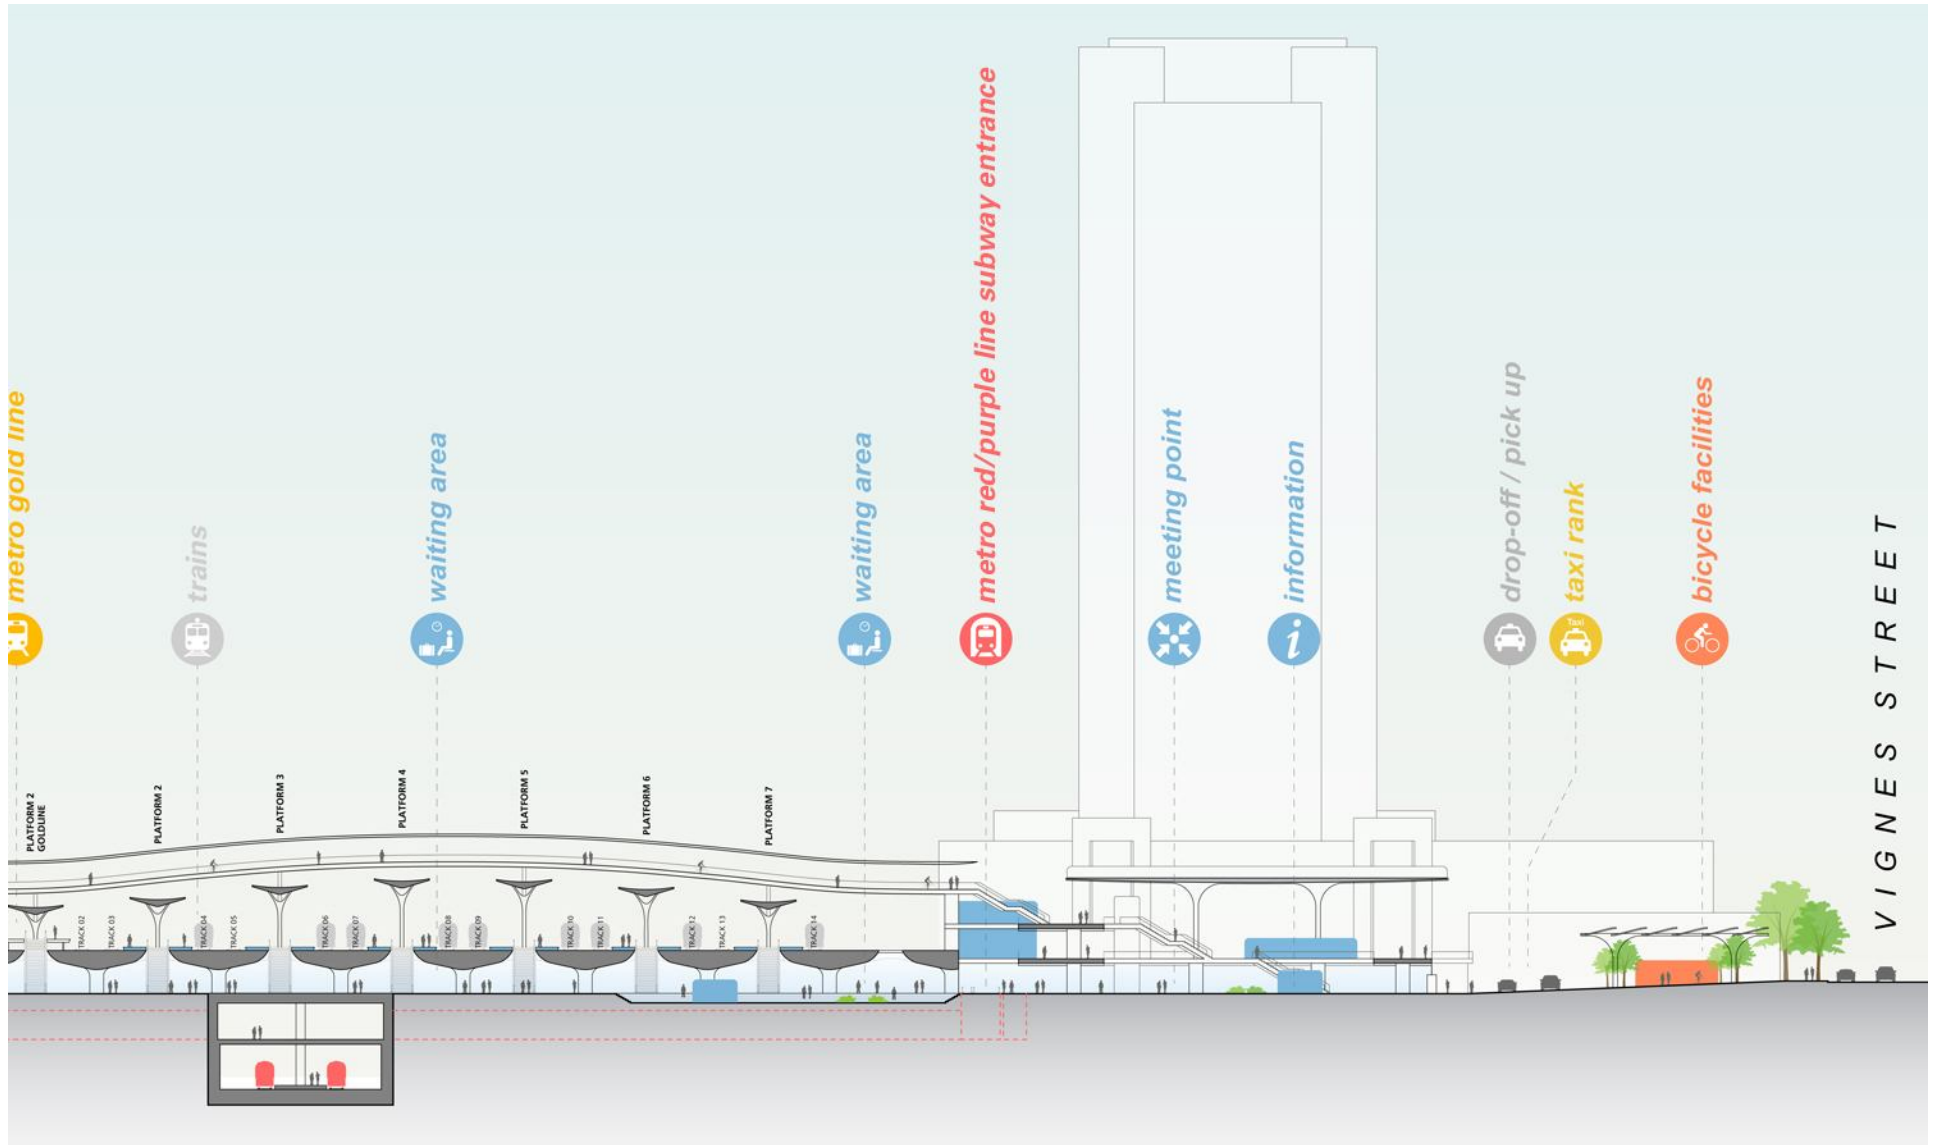 metro gold line
trains
waiting area
waiting area
metro red/purple line subway entrance
meeting point
information
drop-off / pick up
taxi rank
Taxi
bicycle facilities
VIGNES STREET
PLATFORM 2
GOLDLINE
PLATFORM 2
PLATFORM 3
PLATFORM 4
PLATFORM 5
PLATFORM 6
PLATFORM 7
TRACK 02
TRACK 03
TRACK 04
TRACK 05
TRACK 06
TRACK 07
TRACK 08
TRACK 09
TRACK 10
TRACK 11
TRACK 12
TRACK 13
TRACK 14